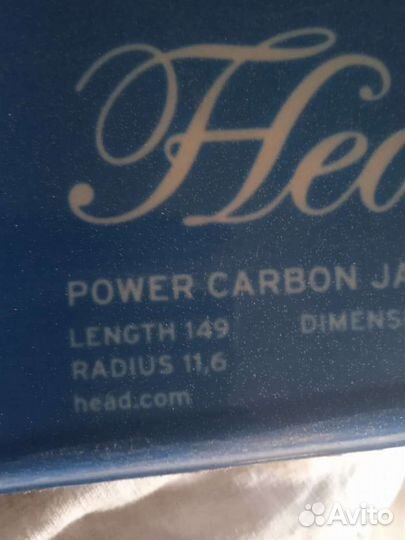 Hea
POWER CARBON JA
LENGTH 149 DIMENS
RADIUS 11,6
head.com
Avito